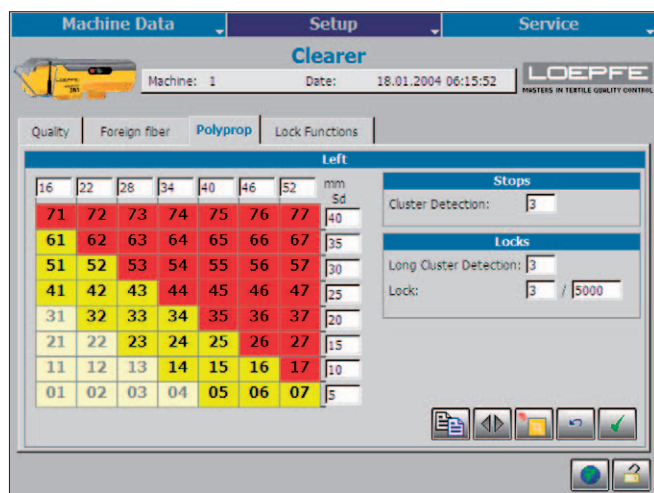 Machine Data Setup Service
Clearer
Machine: 1 Date: 18.01.2004 06:15:52
LOEPFE
MASTERS IN TEXTILE QUALITY CONTROL
Quality Foreign fiber Polyprop Lock Functions
Left
16 22 28 34 40 46 52 mm
Sd
71 72 73 74 75 76 77 40
61 62 63 64 65 66 67 35
51 52 53 54 55 56 57 30
41 42 43 44 45 46 47 25
31 32 33 34 35 36 37 20
21 22 23 24 25 26 27 15
11 12 13 14 15 16 17 10
01 02 03 04 05 06 07 5
Stops
Cluster Detection: 3
Locks
Long Cluster Detection: 3
Lock: 3 / 5000